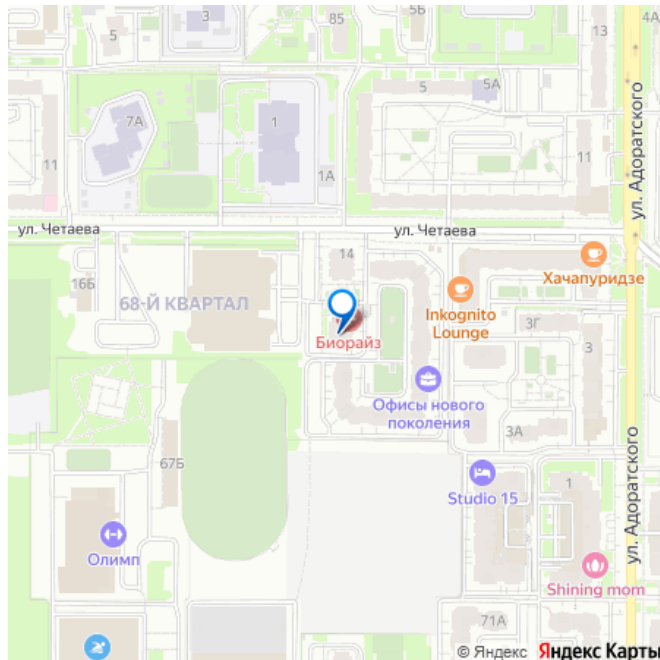 3
85
5Б
5
13
5
5А
7А
1
11
1А
11
ул. Адоратского
ул. Четаева
ул. Четаева
14
Хачапуридзе
16Б
68-Й КВАРТАЛ
Inkognito
Lounge
3Г
Биорайз
3
Офисы нового
поколения
3А
67Б
Studio 15
1
ул. Адоратского
Олимп
Shining mom
71А
© Яндекс Яндекс Карты